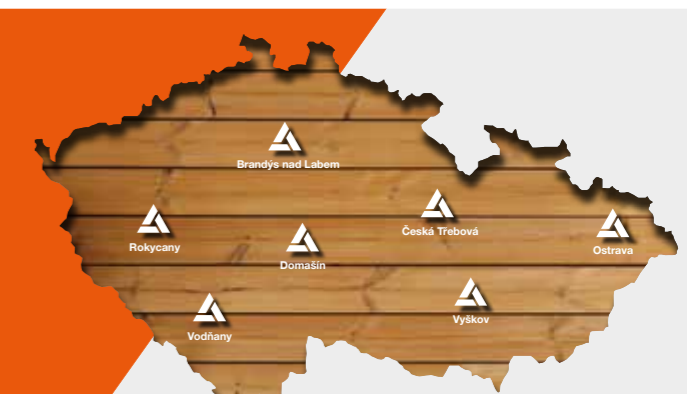 Brandýs nad Labem
Rokycany
Česká Třebová
Ostrava
Domašín
Vodňany
Vyškov